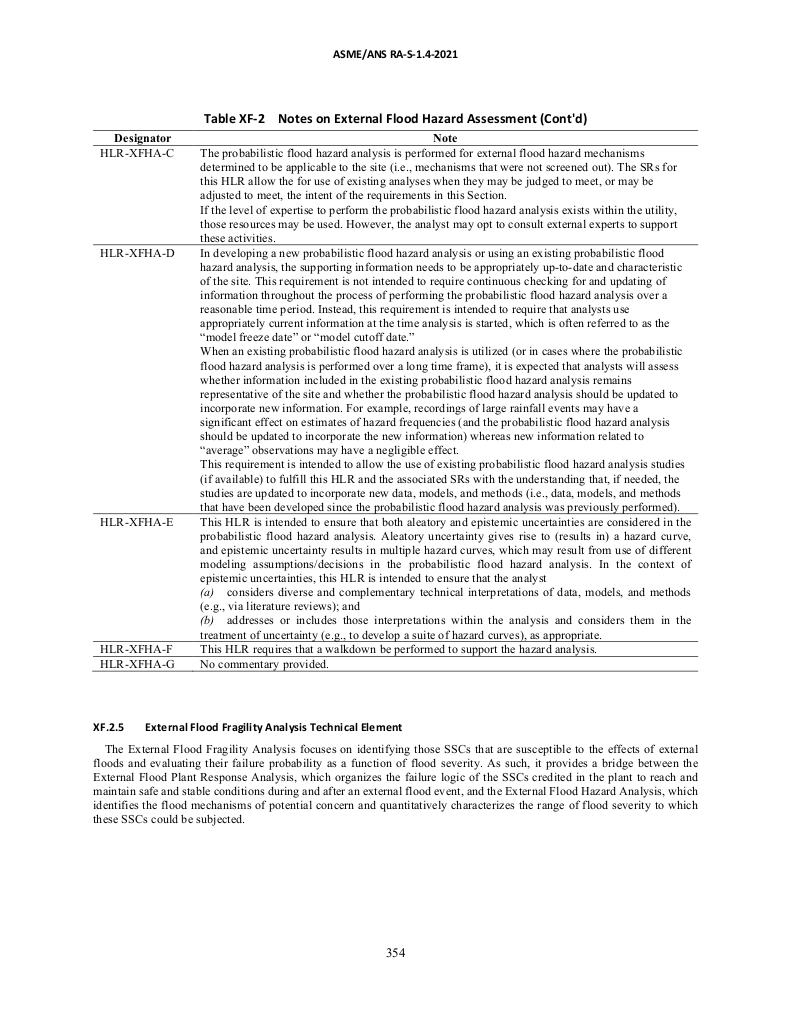 ASME/ANS RA-S-1.4-2021
Table XF-2 Notes on External Flood Hazard Assessment (Cont'd)
Designator Note
HLR-XFHA-C The probabilistic flood hazard analysis is performed for external flood hazard mechanisms
determined to be applicable to the site (i.e., mechanisms that were not screened out). The SRs for
this HLR allow the for use of existing analyses when they may be judged to meet, or may be
adjusted to meet, the intent of the requirements in this Section.
If the level of expertise to perform the probabilistic flood hazard analysis exists within the utility,
those resources may be used. However, the analyst may opt to consult external experts to support
these activities.
HLR-XFHA-D In developing a new probabilistic flood hazard analysis or using an existing probabilistic flood
hazard analysis, the supporting information needs to be appropriately up-to-date and characteristic
of the site. This requirement is not intended to require continuous checking for and updating of
information throughout the process of performing the probabilistic flood hazard analysis over a
reasonable time period. Instead, this requirement is intended to require that analysts use
appropriately current information at the time analysis is started, which is often referred to as the
“model freeze date” or “model cutoff date.”
When an existing probabilistic flood hazard analysis is utilized (or in cases where the probabilistic
flood hazard analysis is performed over a long time frame), it is expected that analysts will assess
whether information included in the existing probabilistic flood hazard analysis remains
representative of the site and whether the probabilistic flood hazard analysis should be updated to
incorporate new information. For example, recordings of large rainfall events may have a
significant effect on estimates of hazard frequencies (and the probabilistic flood hazard analysis
should be updated to incorporate the new information) whereas new information related to
“average” observations may have a negligible effect.
This requirement is intended to allow the use of existing probabilistic flood hazard analysis studies
(if available) to fulfill this HLR and the associated SRs with the understanding that, if needed, the
studies are updated to incorporate new data, models, and methods (i.e., data, models, and methods
that have been developed since the probabilistic flood hazard analysis was previously performed).
HLR-XFHA-E This HLR is intended to ensure that both aleatory and epistemic uncertainties are considered in the
probabilistic flood hazard analysis. Aleatory uncertainty gives rise to (results in) a hazard curve,
and epistemic uncertainty results in multiple hazard curves, which may result from use of different
modeling assumptions/decisions in the probabilistic flood hazard analysis. In the context of
epistemic uncertainties, this HLR is intended to ensure that the analyst
(a) considers diverse and complementary technical interpretations of data, models, and methods
(e.g., via literature reviews); and
(b) addresses or includes those interpretations within the analysis and considers them in the
treatment of uncertainty (e.g., to develop a suite of hazard curves), as appropriate.
HLR-XFHA-F This HLR requires that a walkdown be performed to support the hazard analysis.
HLR-XFHA-G No commentary provided.
XF.2.5 External Flood Fragility Analysis Technical Element
The External Flood Fragility Analysis focuses on identifying those SSCs that are susceptible to the effects of external
floods and evaluating their failure probability as a function of flood severity. As such, it provides a bridge between the
External Flood Plant Response Analysis, which organizes the failure logic of the SSCs credited in the plant to reach and
maintain safe and stable conditions during and after an external flood event, and the External Flood Hazard Analysis, which
identifies the flood mechanisms of potential concern and quantitatively characterizes the range of flood severity to which
these SSCs could be subjected.
354